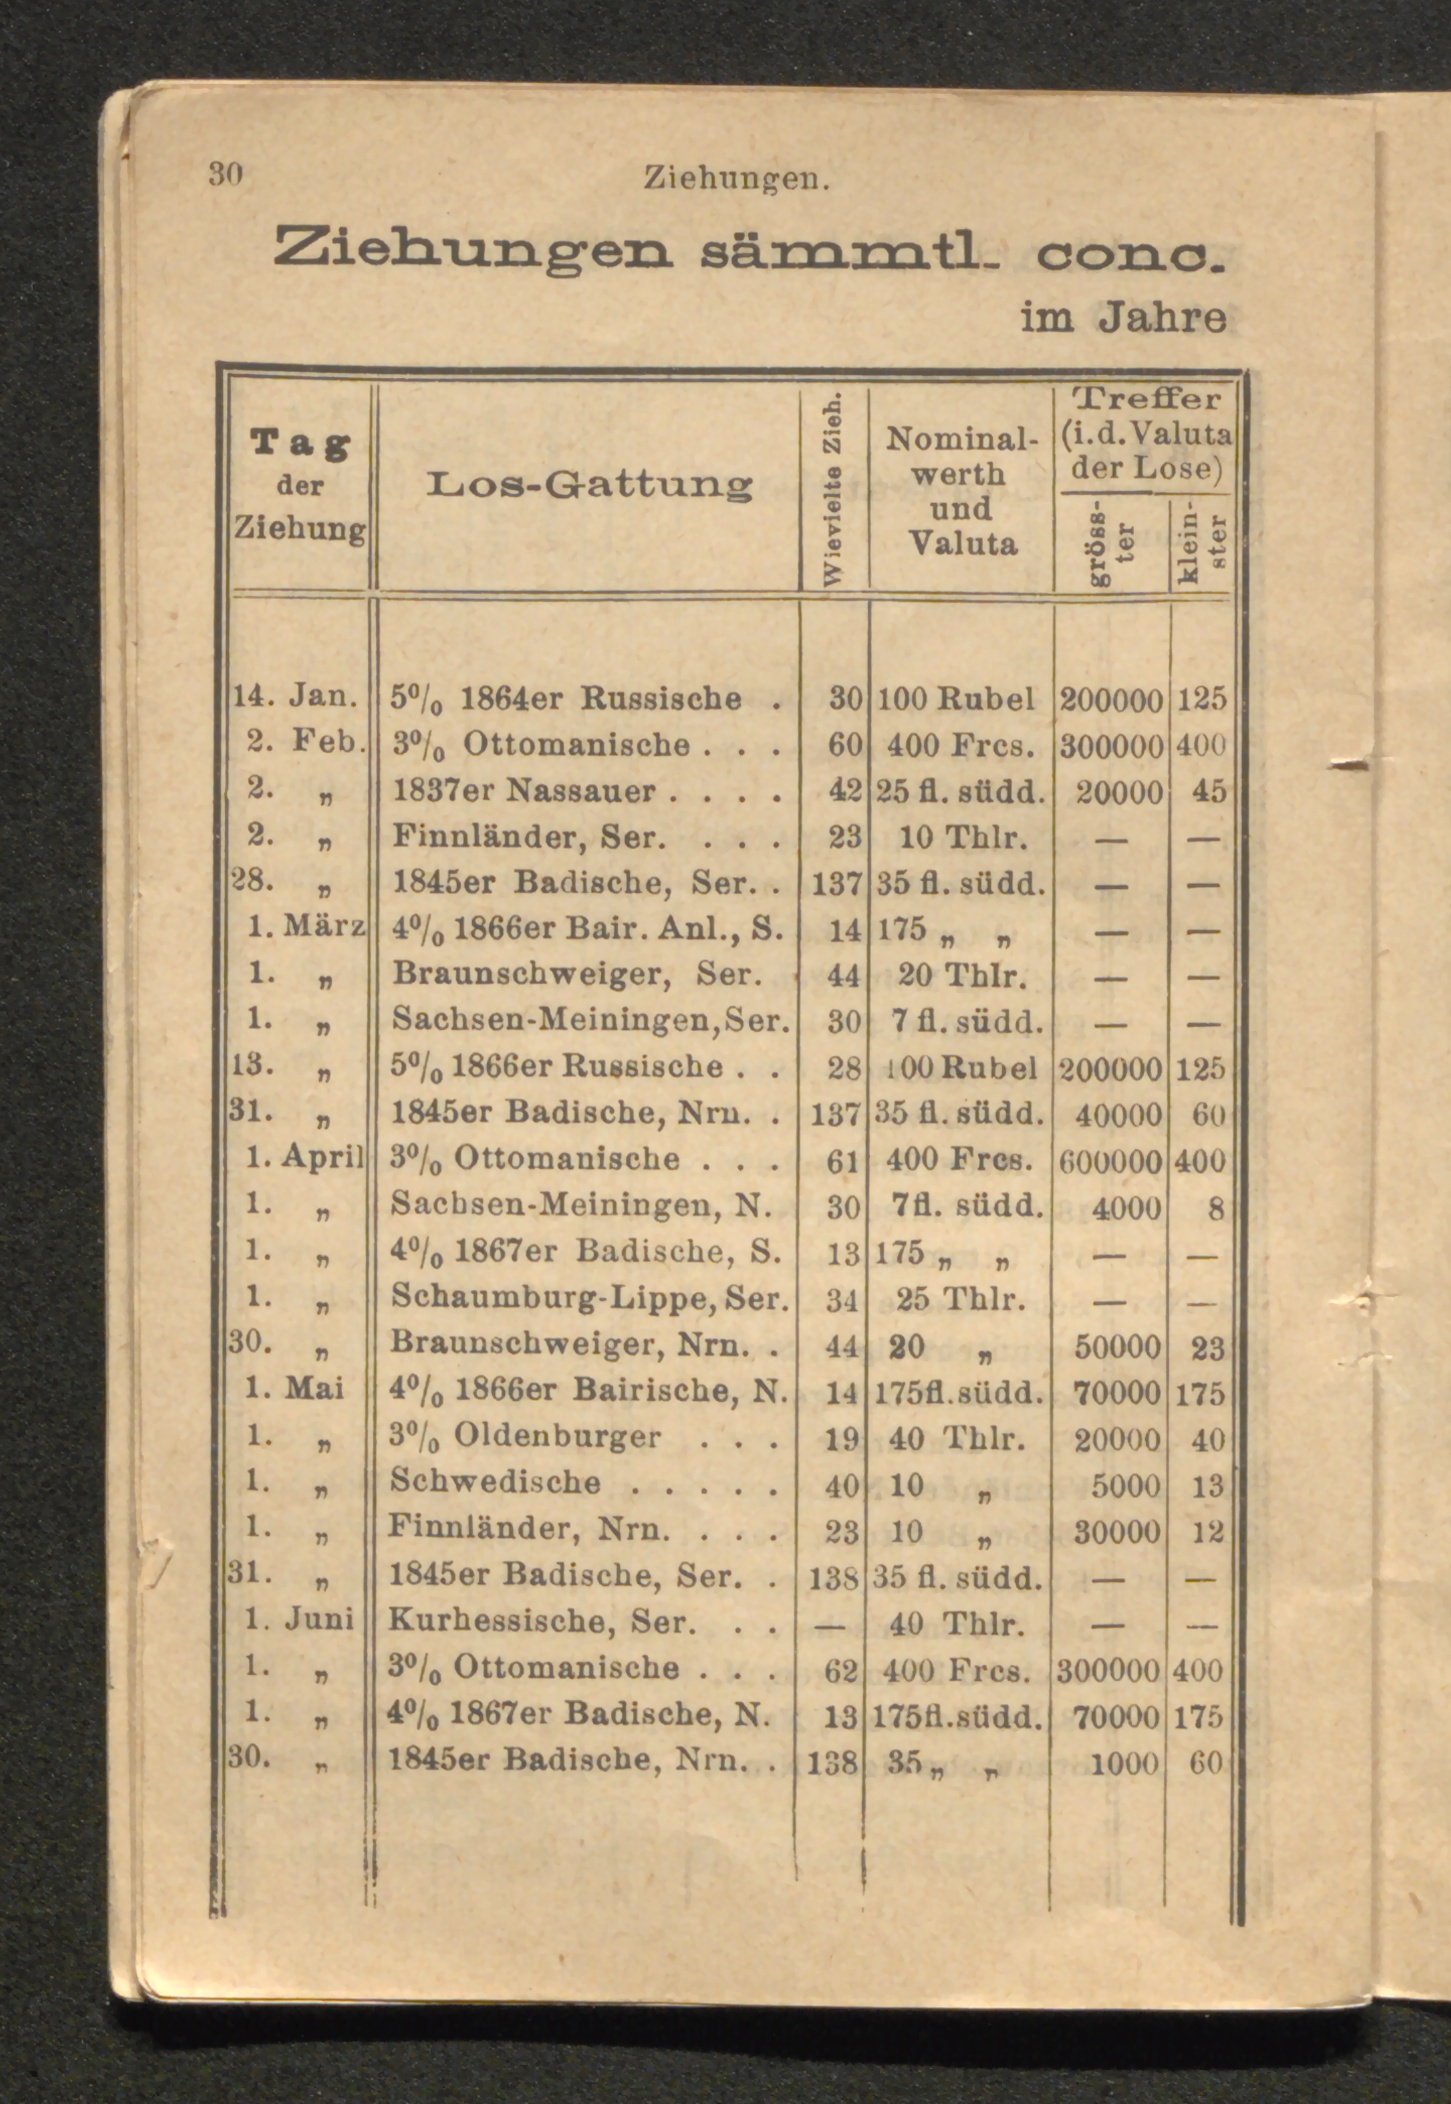 30 Ziehungen.
Ziehungen sämmtl. conc.
im Jahre
Tag
der
Ziehung
Los-Gattung
Wievielte Zieh.
Nominal-
werth
und
Valuta
Treffer
(i.d. Valuta
der Lose)
gröss-
ter
klein-
ster
14. Jan. 5% 1864er Russische . 30 100 Rubel 200000 125
2. Feb. 3% Ottomanische . . . 60 400 Frcs. 300000 400
2. „ 1837er Nassauer . . . . 42 25 fl. südd. 20000 45
2. „ Finnländer, Ser. . . . 23 10 Thlr. — —
28. „ 1845er Badische, Ser. . 137 35 fl. südd. — —
1. März 4% 1866er Bair. Anl., S. 14 175 „ „ — —
1. „ Braunschweiger, Ser. 44 20 Thlr. — —
1. „ Sachsen-Meiningen, Ser. 30 7 fl. südd. — —
13. „ 5% 1866er Russische . . 28 100 Rubel 200000 125
31. „ 1845er Badische, Nrn. . 137 35 fl. südd. 40000 60
1. April 3% Ottomanische . . . 61 400 Frcs. 600000 400
1. „ Sachsen-Meiningen, N. 30 7 fl. südd. 4000 8
1. „ 4% 1867er Badische, S. 13 175 „ „ — —
1. „ Schaumburg-Lippe, Ser. 34 25 Thlr. — —
30. „ Braunschweiger, Nrn. . 44 20 „ 50000 23
1. Mai 4% 1866er Bairische, N. 14 175 fl. südd. 70000 175
1. „ 3% Oldenburger . . . 19 40 Thlr. 20000 40
1. „ Schwedische . . . . . 40 10 „ 5000 13
1. „ Finnländer, Nrn. . . . 23 10 „ 30000 12
31. „ 1845er Badische, Ser. . 138 35 fl. südd. — —
1. Juni Kurhessische, Ser. . . — 40 Thlr. — —
1. „ 3% Ottomanische . . . 62 400 Frcs. 300000 400
1. „ 4% 1867er Badische, N. 13 175 fl. südd. 70000 175
30. „ 1845er Badische, Nrn. . 138 35 „ „ 1000 60